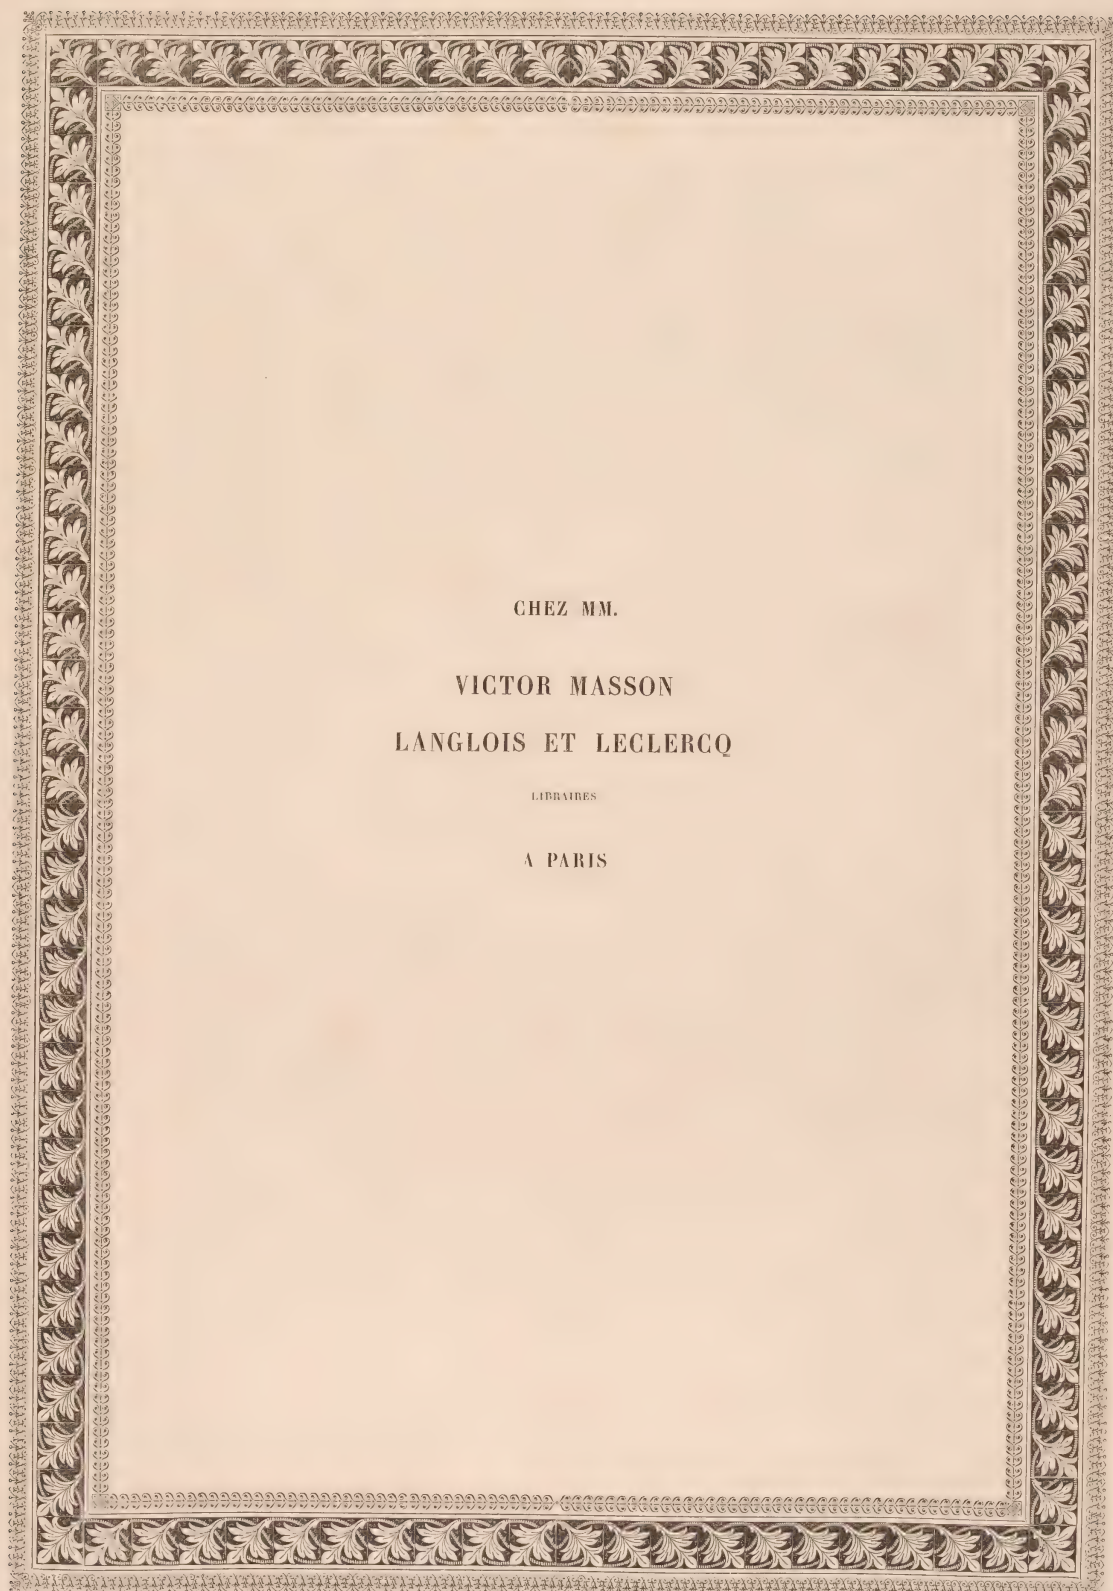 CHEZ MM.
VICTOR MASSON
LANGLOIS ET LECLERCQ
LIBRAIRES
A PARIS